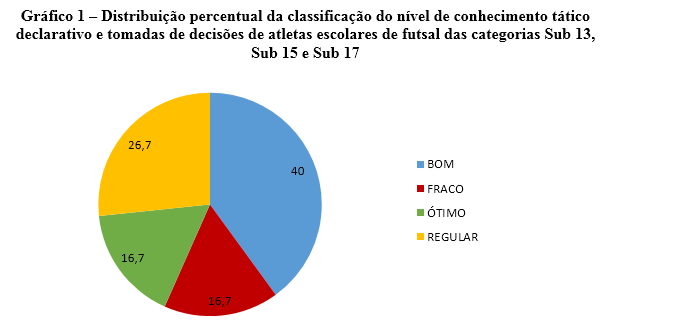 Gráfico 1 – Distribuição percentual da classificação do nível de conhecimento tático
declarativo e tomadas de decisões de atletas escolares de futsal das categorias Sub 13,
Sub 15 e Sub 17
26,7
40
16,7
16,7
BOM
FRACO
ÓTIMO
REGULAR